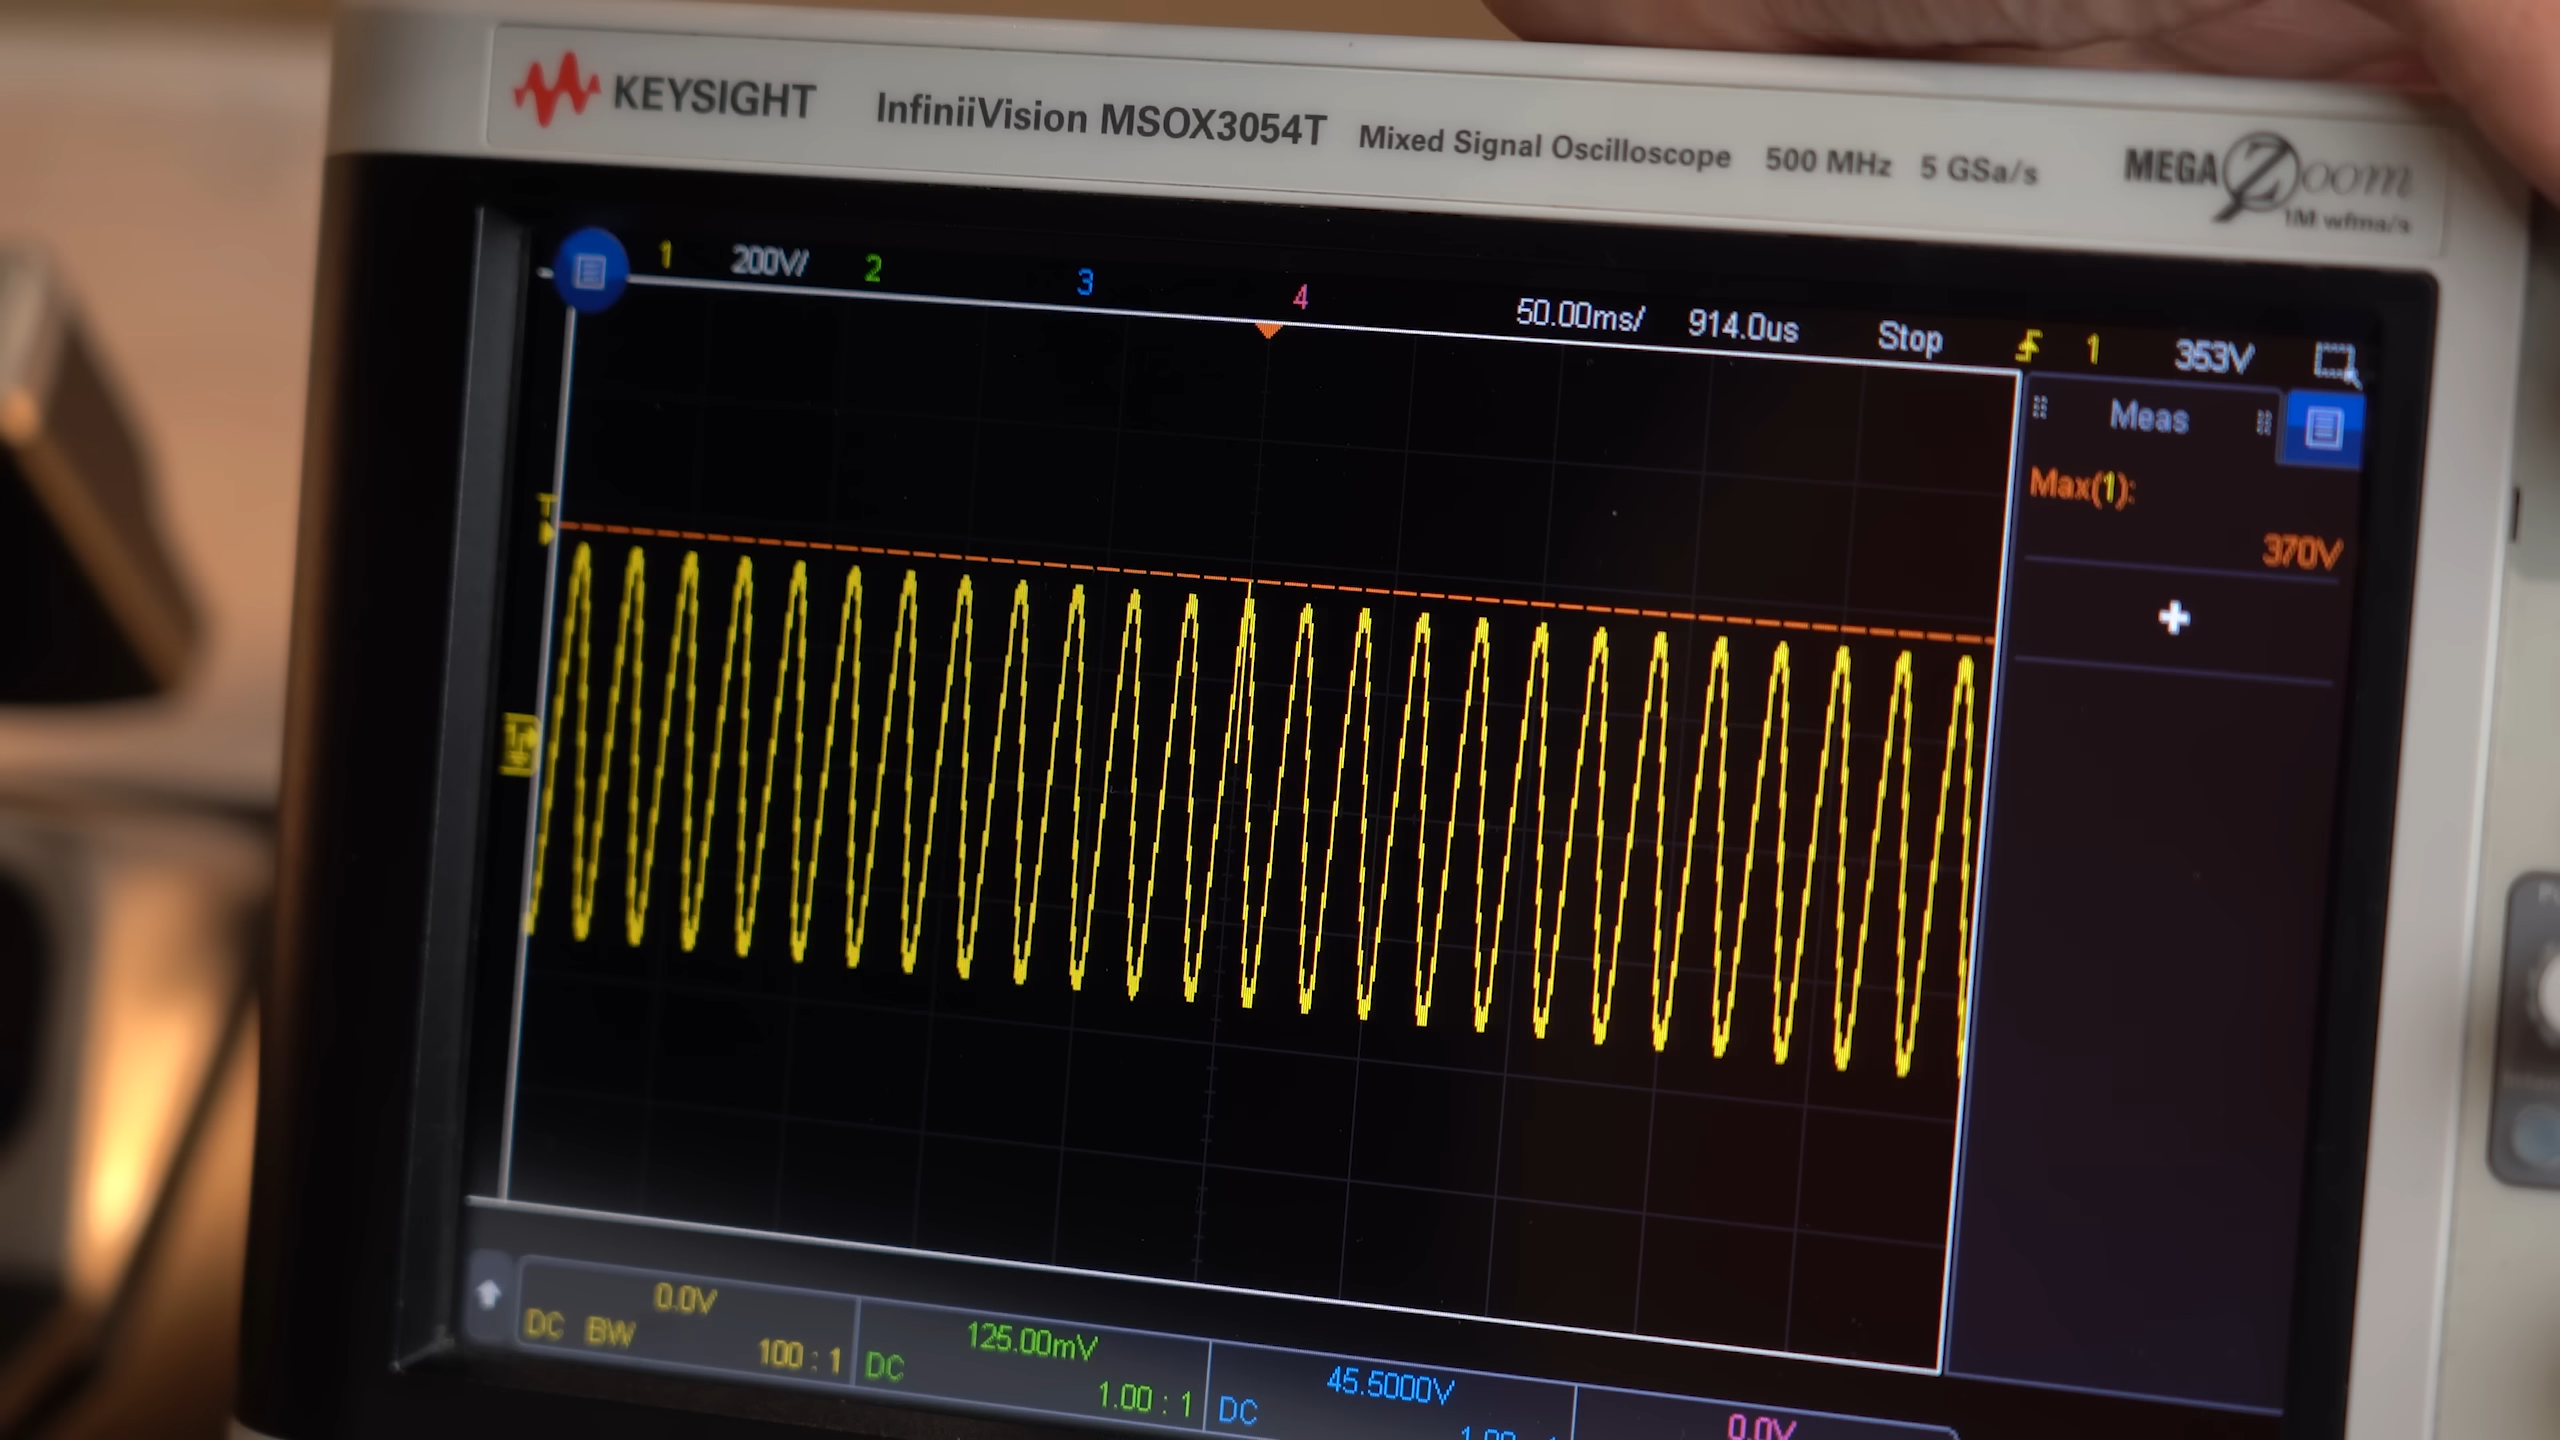 KEYSIGHT InfiniiVision MSOX3054T Mixed Signal Oscilloscope 500 MHz 5 GSa/s MEGA Zoom
1M wfms/s
1 200V/ 2 3 4 50.00ms/ 914.0us Stop 1 353V
Meas
Max(1):
370V
T
0.0V
DC BW 100 : 1
125.00mV
DC 1.00 : 1
45.5000V
DC
0.0V